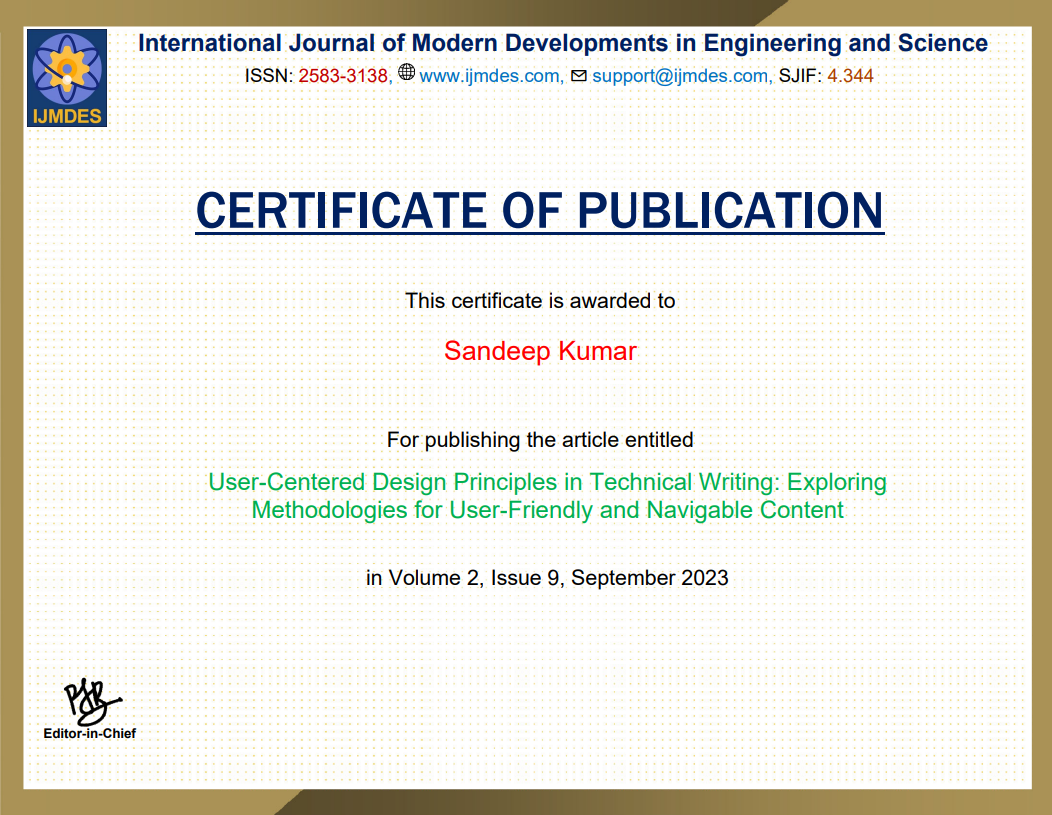 International Journal of Modern Developments in Engineering and Science
ISSN: 2583-3138, www.ijmdes.com, support@ijmdes.com, SJIF: 4.344
IJMDES
CERTIFICATE OF PUBLICATION
This certificate is awarded to
Sandeep Kumar
For publishing the article entitled
User-Centered Design Principles in Technical Writing: Exploring
Methodologies for User-Friendly and Navigable Content
in Volume 2, Issue 9, September 2023
Editor-in-Chief